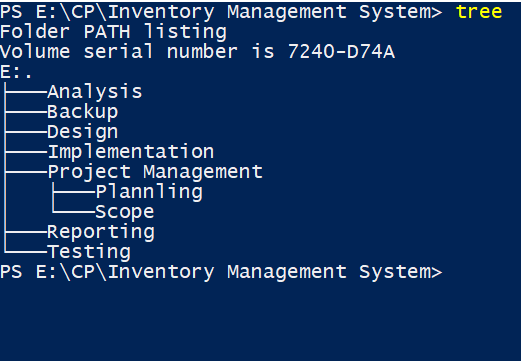 PS E:\CP\Inventory Management System> tree
Folder PATH listing
Volume serial number is 7240-D74A
E:.
├───Analysis
├───Backup
├───Design
├───Implementation
├───Project Management
│   ├───Plannling
│   └───Scope
├───Reporting
└───Testing
PS E:\CP\Inventory Management System>